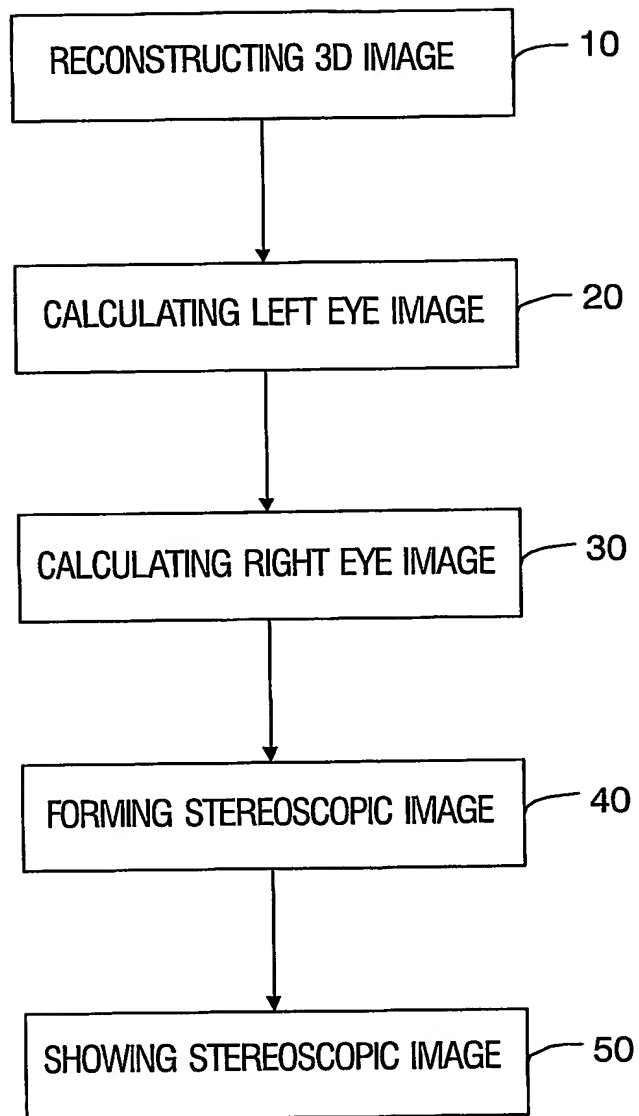 RECONSTRUCTING 3D IMAGE 10
CALCULATING LEFT EYE IMAGE 20
CALCULATING RIGHT EYE IMAGE 30
FORMING STEREOSCOPIC IMAGE 40
SHOWING STEREOSCOPIC IMAGE 50